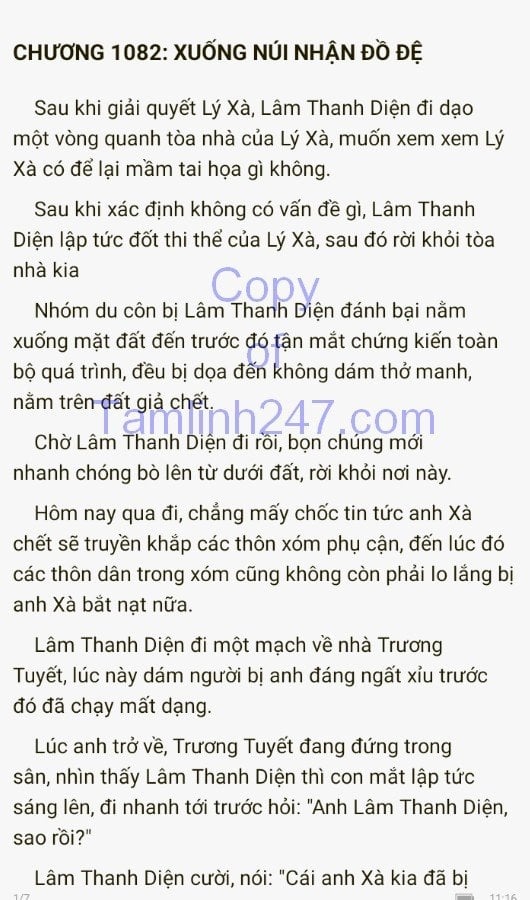 CHƯƠNG 1082: XUỐNG NÚI NHẬN ĐỒ ĐỆ
Sau khi giải quyết Lý Xà, Lâm Thanh Diện đi dạo
một vòng quanh tòa nhà của Lý Xà, muốn xem xem Lý
Xà có để lại mầm tai họa gì không.
Sau khi xác định không có vấn đề gì, Lâm Thanh
Diện lập tức đốt thi thể của Lý Xà, sau đó rời khỏi tòa
nhà kia
Copy
Nhóm du côn bị Lâm Thanh Diện đánh bại nằm
xuống mặt đất đến trước đó tận mắt chứng kiến toàn
of
bộ quá trình, đều bị dọa đến không dám thở manh,
nằm trên đất giả chết.
Tamlinh247.com
Chờ Lâm Thanh Diện đi rồi, bọn chúng mới
nhanh chóng bò lên từ dưới đất, rời khỏi nơi này.
Hôm nay qua đi, chẳng mấy chốc tin tức anh Xà
chết sẽ truyền khắp các thôn xóm phụ cận, đến lúc đó
các thôn dân trong xóm cũng không còn phải lo lắng bị
anh Xà bắt nạt nữa.
Lâm Thanh Diện đi một mạch về nhà Trương
Tuyết, lúc này dám người bị anh đáng ngất xỉu trước
đó đã chạy mất dạng.
Lúc anh trở về, Trương Tuyết đang đứng trong
sân, nhìn thấy Lâm Thanh Diện thì con mắt lập tức
sáng lên, đi nhanh tới trước hỏi: "Anh Lâm Thanh Diện,
sao rồi?"
Lâm Thanh Diện cười, nói: "Cái anh Xà kia đã bị
1/7
11:16